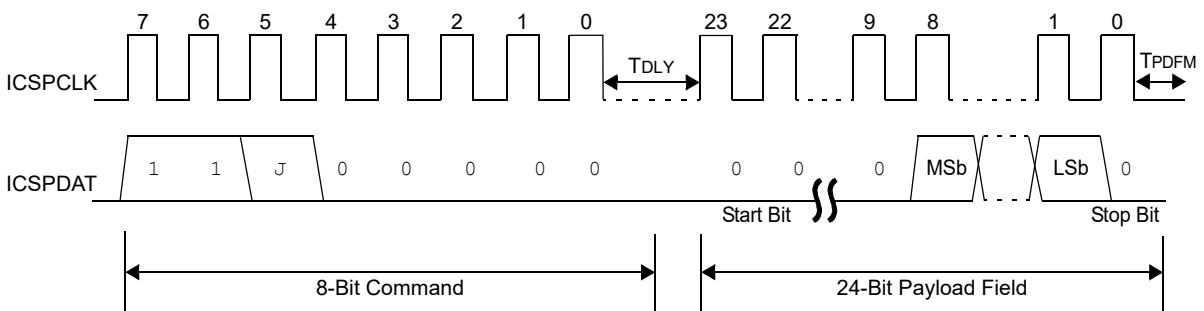 7 6 5 4 3 2 1 0 23 22 9 8 1 0
TDLY TPDFM
ICSPCLK
ICSPDAT 1 1 J 0 0 0 0 0 0 0 0 MSb LSb 0
Start Bit Stop Bit
8-Bit Command 24-Bit Payload Field